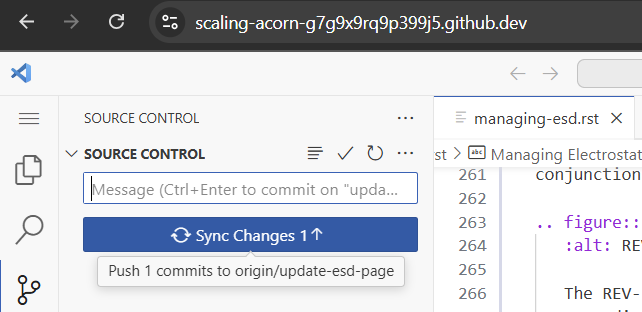 scaling-acorn-g7g9x9rq9p399j5.github.dev
SOURCE CONTROL ...
managing-esd.rst
SOURCE CONTROL ...
rst > Managing Electrostat
Message (Ctrl+Enter to commit on "upda...
Sync Changes 1↑
Push 1 commits to origin/update-esd-page
261 conjunction
262
263 .. figure::
264 :alt: RE
265
266 The REV-